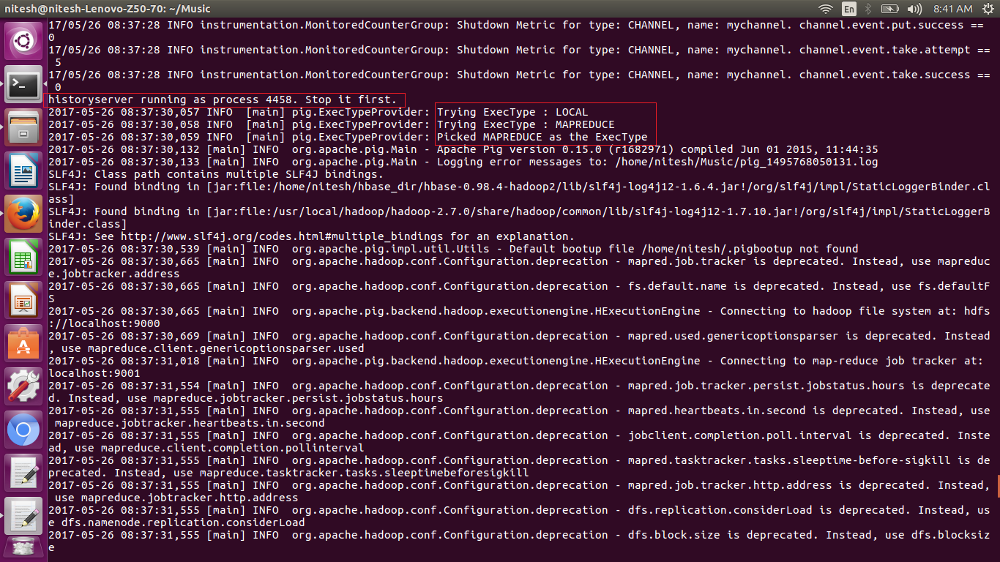 nitesh@nitesh-Lenovo-Z50-70: ~/Music
En
8:41 AM
17/05/26 08:37:28 INFO instrumentation.MonitoredCounterGroup: Shutdown Metric for type: CHANNEL, name: mychannel. channel.event.put.success ==
0
17/05/26 08:37:28 INFO instrumentation.MonitoredCounterGroup: Shutdown Metric for type: CHANNEL, name: mychannel. channel.event.take.attempt ==
5
17/05/26 08:37:28 INFO instrumentation.MonitoredCounterGroup: Shutdown Metric for type: CHANNEL, name: mychannel. channel.event.take.success ==
0
historyserver running as process 4458. Stop it first.
2017-05-26 08:37:30,057 INFO  [main] pig.ExecTypeProvider: Trying ExecType : LOCAL
2017-05-26 08:37:30,058 INFO  [main] pig.ExecTypeProvider: Trying ExecType : MAPREDUCE
2017-05-26 08:37:30,059 INFO  [main] pig.ExecTypeProvider: Picked MAPREDUCE as the ExecType
2017-05-26 08:37:30,132 [main] INFO  org.apache.pig.Main - Apache Pig version 0.15.0 (r1682971) compiled Jun 01 2015, 11:44:35
2017-05-26 08:37:30,133 [main] INFO  org.apache.pig.Main - Logging error messages to: /home/nitesh/Music/pig_1495768050131.log
SLF4J: Class path contains multiple SLF4J bindings.
SLF4J: Found binding in [jar:file:/home/nitesh/hbase_dir/hbase-0.98.4-hadoop2/lib/slf4j-log4j12-1.6.4.jar!/org/slf4j/impl/StaticLoggerBinder.cl
ass]
SLF4J: Found binding in [jar:file:/usr/local/hadoop/hadoop-2.7.0/share/hadoop/common/lib/slf4j-log4j12-1.7.10.jar!/org/slf4j/impl/StaticLoggerB
inder.class]
SLF4J: See http://www.slf4j.org/codes.html#multiple_bindings for an explanation.
2017-05-26 08:37:30,539 [main] INFO  org.apache.pig.impl.util.Utils - Default bootup file /home/nitesh/.pigbootup not found
2017-05-26 08:37:30,665 [main] INFO  org.apache.hadoop.conf.Configuration.deprecation - mapred.job.tracker is deprecated. Instead, use mapreduc
e.jobtracker.address
2017-05-26 08:37:30,665 [main] INFO  org.apache.hadoop.conf.Configuration.deprecation - fs.default.name is deprecated. Instead, use fs.defaultF
S
2017-05-26 08:37:30,665 [main] INFO  org.apache.pig.backend.hadoop.executionengine.HExecutionEngine - Connecting to hadoop file system at: hdfs
://localhost:9000
2017-05-26 08:37:30,669 [main] INFO  org.apache.hadoop.conf.Configuration.deprecation - mapred.used.genericoptionsparser is deprecated. Instead
, use mapreduce.client.genericoptionsparser.used
2017-05-26 08:37:31,018 [main] INFO  org.apache.pig.backend.hadoop.executionengine.HExecutionEngine - Connecting to map-reduce job tracker at:
localhost:9001
2017-05-26 08:37:31,554 [main] INFO  org.apache.hadoop.conf.Configuration.deprecation - mapred.job.tracker.persist.jobstatus.hours is deprecate
d. Instead, use mapreduce.jobtracker.persist.jobstatus.hours
2017-05-26 08:37:31,555 [main] INFO  org.apache.hadoop.conf.Configuration.deprecation - mapred.heartbeats.in.second is deprecated. Instead, use
mapreduce.jobtracker.heartbeats.in.second
2017-05-26 08:37:31,555 [main] INFO  org.apache.hadoop.conf.Configuration.deprecation - jobclient.completion.poll.interval is deprecated. Inste
ad, use mapreduce.client.completion.pollinterval
2017-05-26 08:37:31,555 [main] INFO  org.apache.hadoop.conf.Configuration.deprecation - mapred.tasktracker.tasks.sleeptime-before-sigkill is de
precated. Instead, use mapreduce.tasktracker.tasks.sleeptimebeforesigkill
2017-05-26 08:37:31,555 [main] INFO  org.apache.hadoop.conf.Configuration.deprecation - mapred.job.tracker.http.address is deprecated. Instead,
use mapreduce.jobtracker.http.address
2017-05-26 08:37:31,555 [main] INFO  org.apache.hadoop.conf.Configuration.deprecation - dfs.replication.considerLoad is deprecated. Instead, us
e dfs.namenode.replication.considerLoad
2017-05-26 08:37:31,555 [main] INFO  org.apache.hadoop.conf.Configuration.deprecation - dfs.block.size is deprecated. Instead, use dfs.blocksiz
e